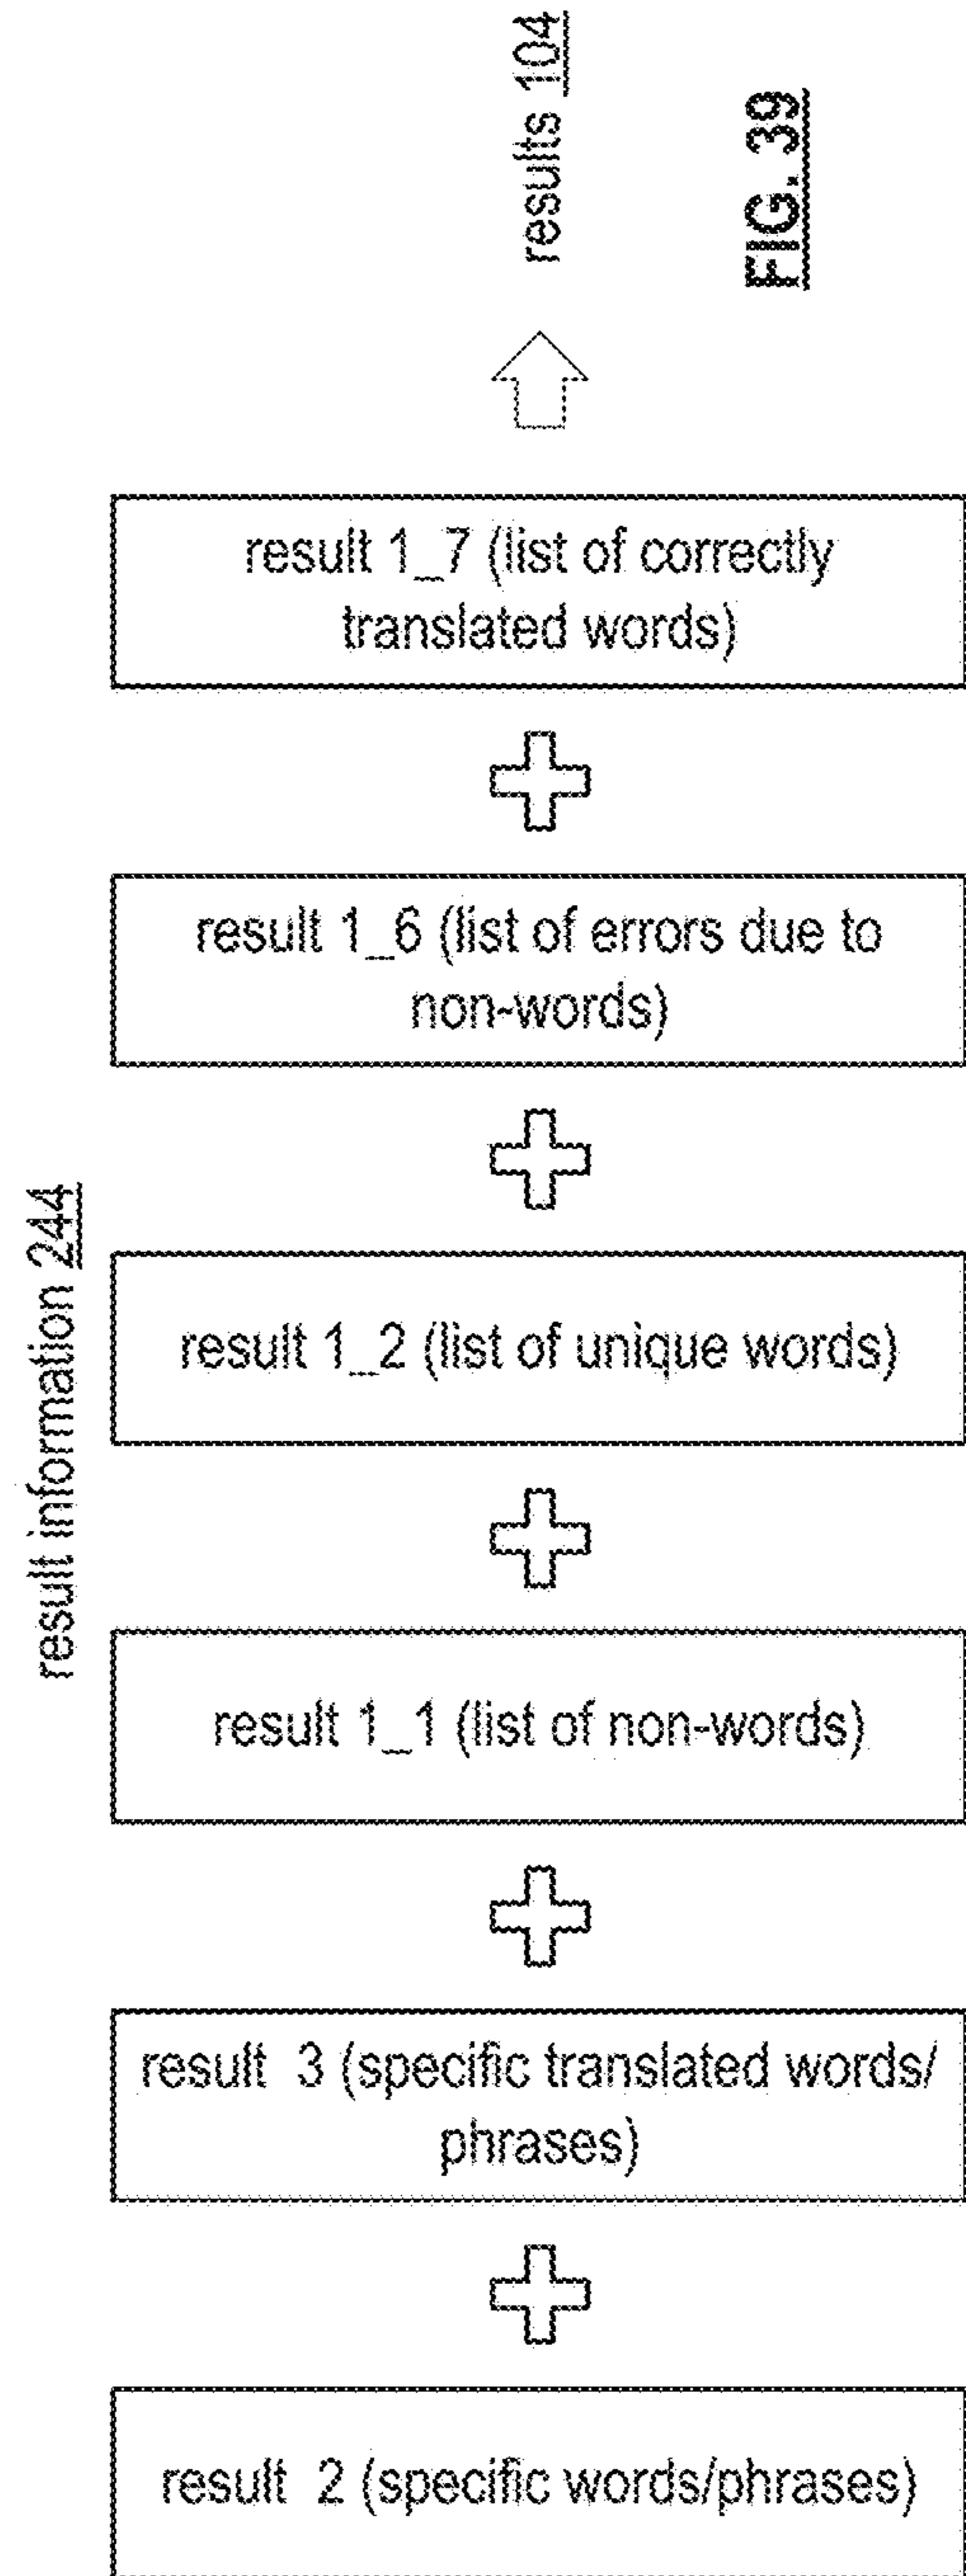 results 104
FIG. 39
result 1_7 (list of correctly
translated words)
result 1_6 (list of errors due to
non-words)
result information 244
result 1_2 (list of unique words)
result 1_1 (list of non-words)
result 3 (specific translated words/
phrases)
result 2 (specific words/phrases)